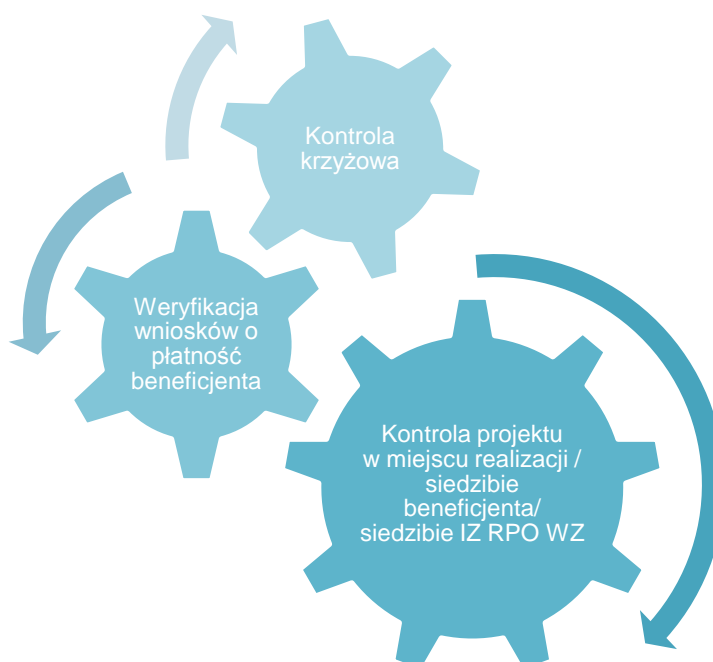 Kontrola
krzyżowa
Weryfikacja
wniosków o
płatność
beneficjenta
Kontrola projektu
w miejscu realizacji /
siedzibie
beneficjenta/
siedzibie IZ RPO WZ